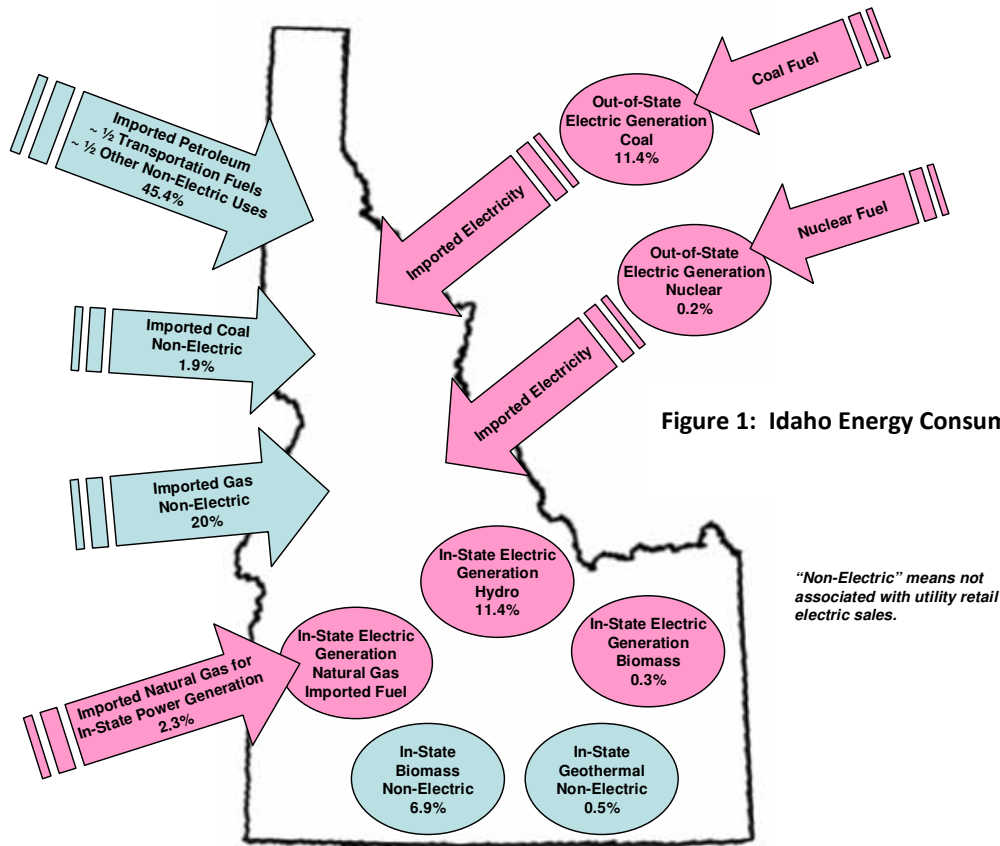 Imported Petroleum
~ ½ Transportation Fuels
~ ½ Other Non-Electric Uses
45.4%
Coal Fuel
Out-of-State
Electric Generation
Coal
11.4%
Imported Electricity
Nuclear Fuel
Out-of-State
Electric Generation
Nuclear
0.2%
Imported Electricity
Imported Coal
Non-Electric
1.9%
Figure 1: Idaho Energy Consum
Imported Gas
Non-Electric
20%
In-State Electric
Generation
Hydro
11.4%
"Non-Electric" means not
associated with utility retail
electric sales.
In-State Electric
Generation
Biomass
0.3%
In-State Electric
Generation
Natural Gas
Imported Fuel
Imported Natural Gas for
In-State Power Generation
2.3%
In-State
Biomass
Non-Electric
6.9%
In-State
Geothermal
Non-Electric
0.5%